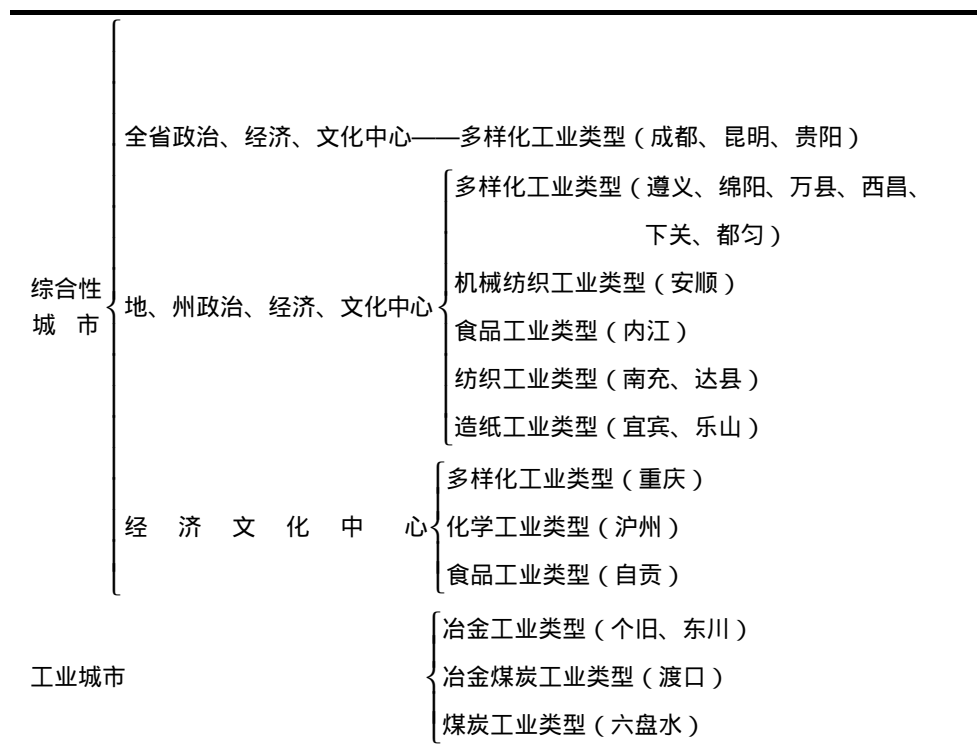 全省政治、经济、文化中心——多样化工业类型（成都、昆明、贵阳）
多样化工业类型（遵义、绵阳、万县、西昌、
下关、都匀）
综合性
城 市
地、州政治、经济、文化中心
机械纺织工业类型（安顺）
食品工业类型（内江）
纺织工业类型（南充、达县）
造纸工业类型（宜宾、乐山）
经 济 文 化 中 心
多样化工业类型（重庆）
化学工业类型（沪州）
食品工业类型（自贡）
工业城市
冶金工业类型（个旧、东川）
冶金煤炭工业类型（渡口）
煤炭工业类型（六盘水）